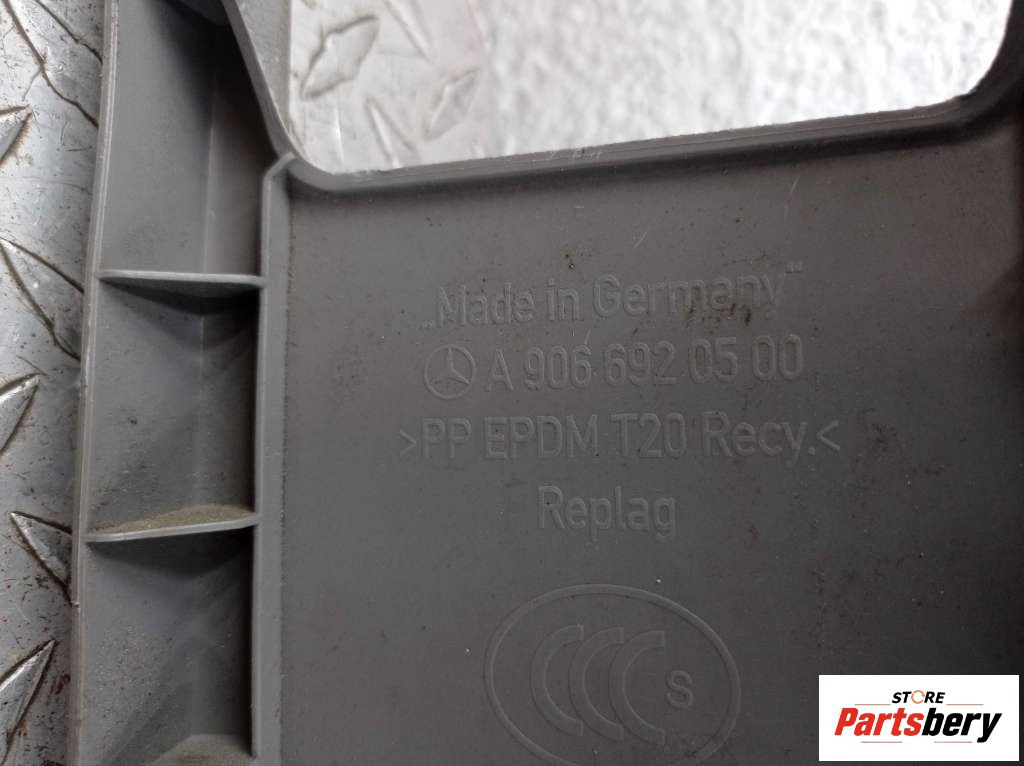 „Made in Germany“
A 906 692 05 00
>PP EPDM T20 Recy.<
Replag
CCC S
STORE
Partsbery